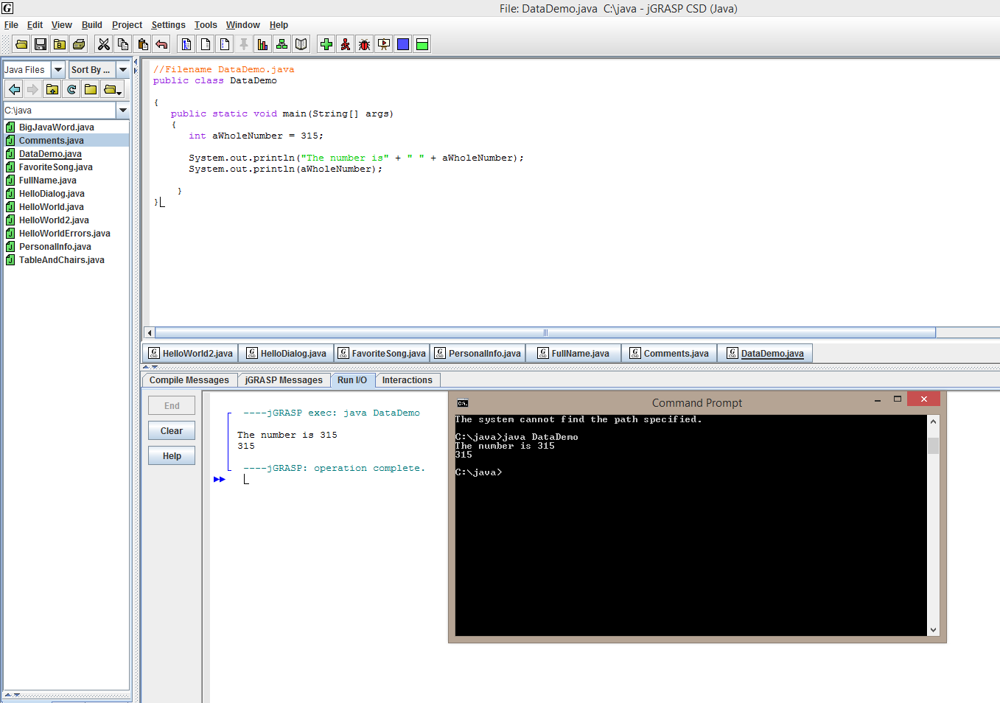 G
File: DataDemo.java  C:\java - jGRASP CSD (Java)
File Edit View Build Project Settings Tools Window Help
B
Java Files Sort By ...
C:\java
BigJavaWord.java
Comments.java
DataDemo.java
FavoriteSong.java
FullName.java
HelloDialog.java
HelloWorld.java
HelloWorld2.java
HelloWorldErrors.java
PersonalInfo.java
TableAndChairs.java
//Filename DataDemo.java
public class DataDemo
{
public static void main(String[] args)
{
int aWholeNumber = 315;
System.out.println("The number is" + " " + aWholeNumber);
System.out.println(aWholeNumber);
}
}
HelloWorld2.java HelloDialog.java FavoriteSong.java PersonalInfo.java FullName.java Comments.java DataDemo.java
Compile Messages jGRASP Messages Run I/O Interactions
End
Clear
Help
----jGRASP exec: java DataDemo
The number is 315
315
----jGRASP: operation complete.
C:\. Command Prompt
The system cannot find the path specified.
C:\java>java DataDemo
The number is 315
315
C:\java>